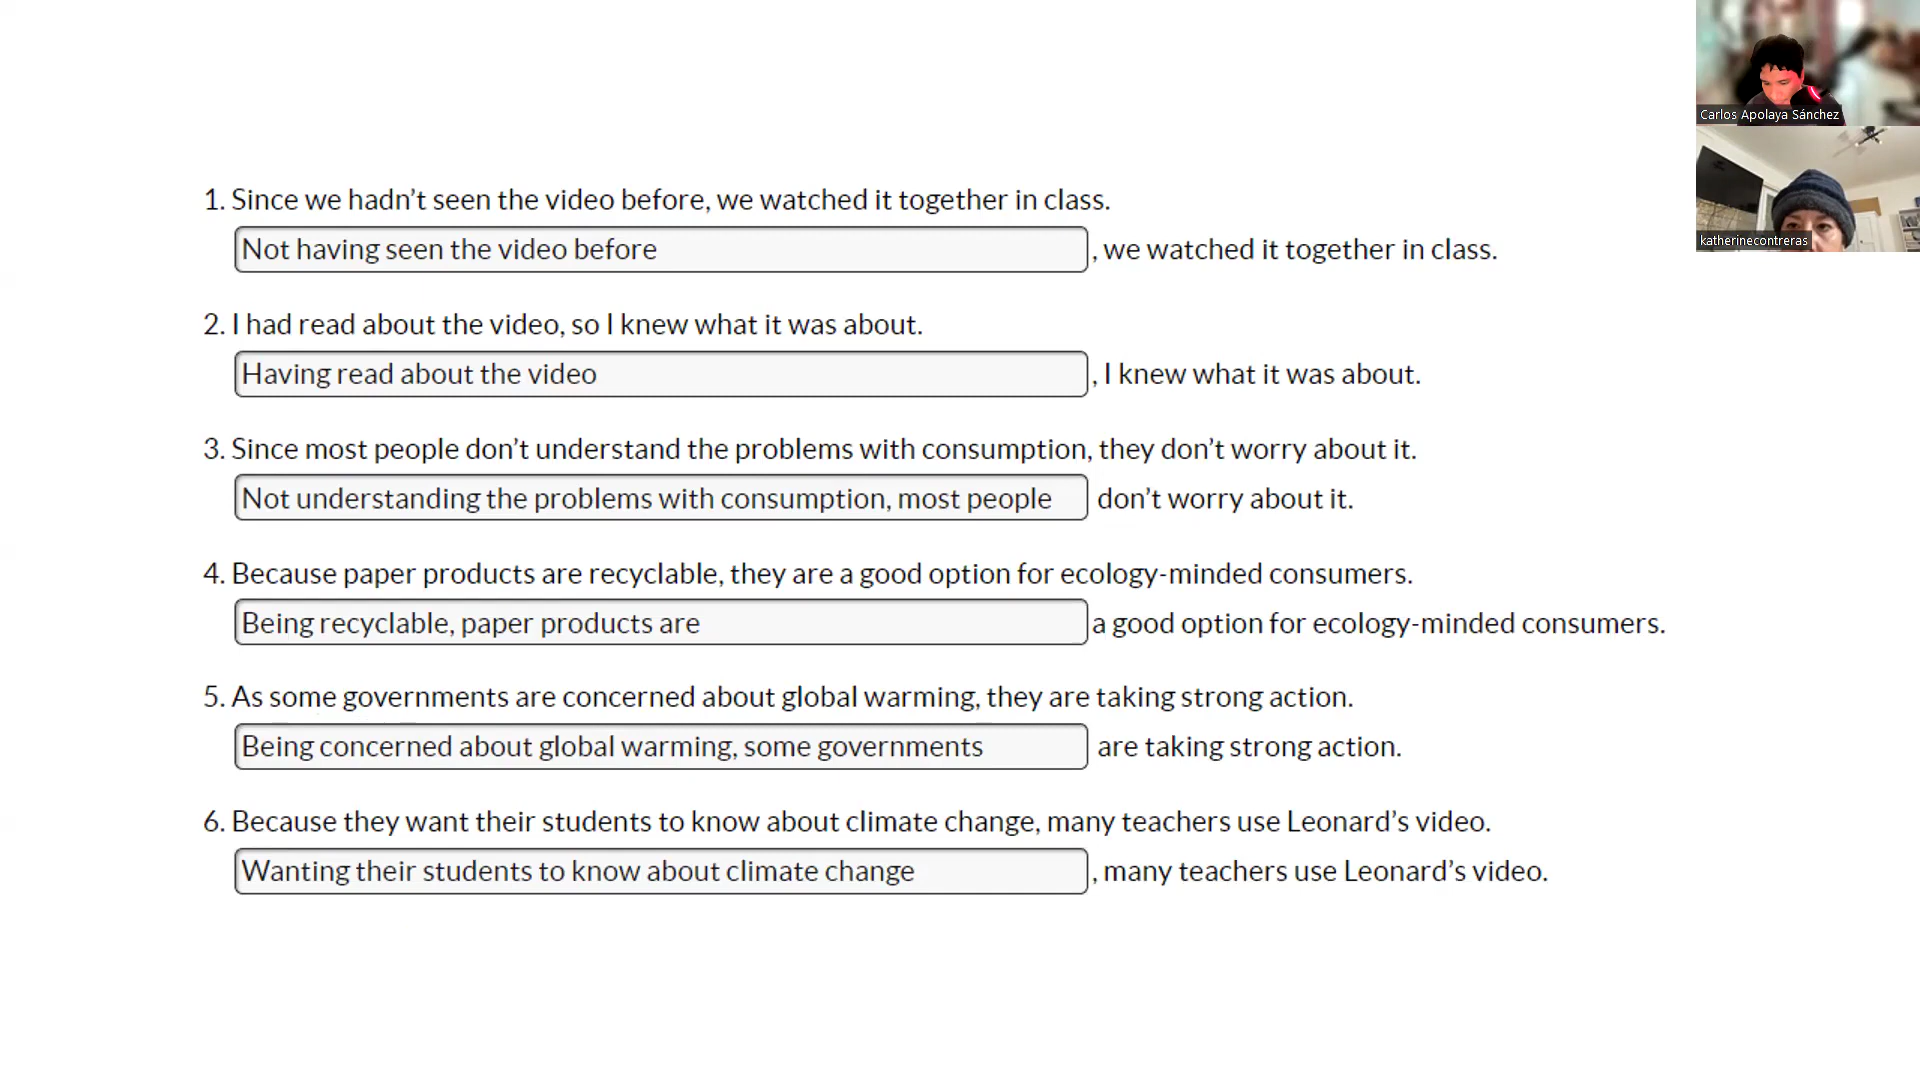 1. Since we hadn’t seen the video before, we watched it together in class.
Not having seen the video before , we watched it together in class.
2. I had read about the video, so I knew what it was about.
Having read about the video , I knew what it was about.
3. Since most people don’t understand the problems with consumption, they don’t worry about it.
Not understanding the problems with consumption, most people don’t worry about it.
4. Because paper products are recyclable, they are a good option for ecology-minded consumers.
Being recyclable, paper products are a good option for ecology-minded consumers.
5. As some governments are concerned about global warming, they are taking strong action.
Being concerned about global warming, some governments are taking strong action.
6. Because they want their students to know about climate change, many teachers use Leonard’s video.
Wanting their students to know about climate change , many teachers use Leonard’s video.
Carlos Apolaya Sánchez
katherinecontreras